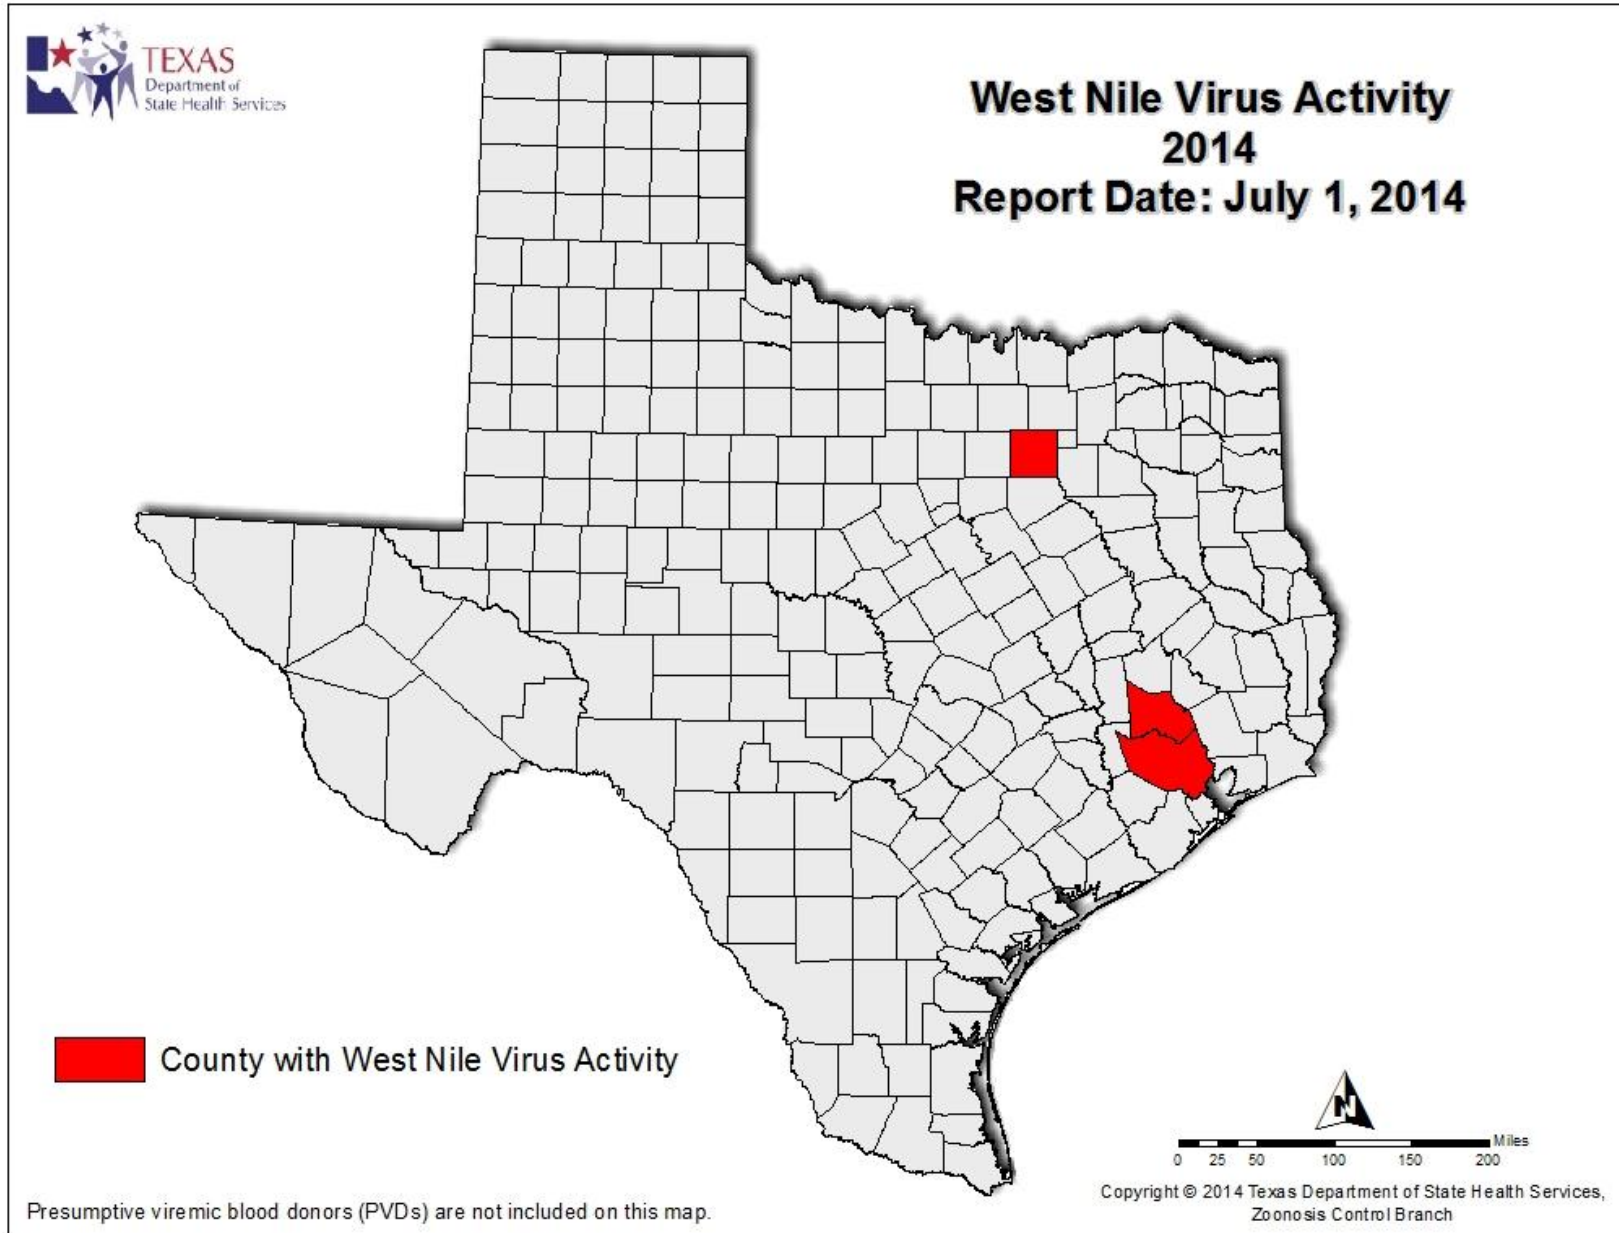 TEXAS
Department of
State Health Services
West Nile Virus Activity
2014
Report Date: July 1, 2014
County with West Nile Virus Activity
N
Miles
0 25 50 100 150 200
Copyright © 2014 Texas Department of State Health Services,
Zoonosis Control Branch
Presumptive viremic blood donors (PVDs) are not included on this map.